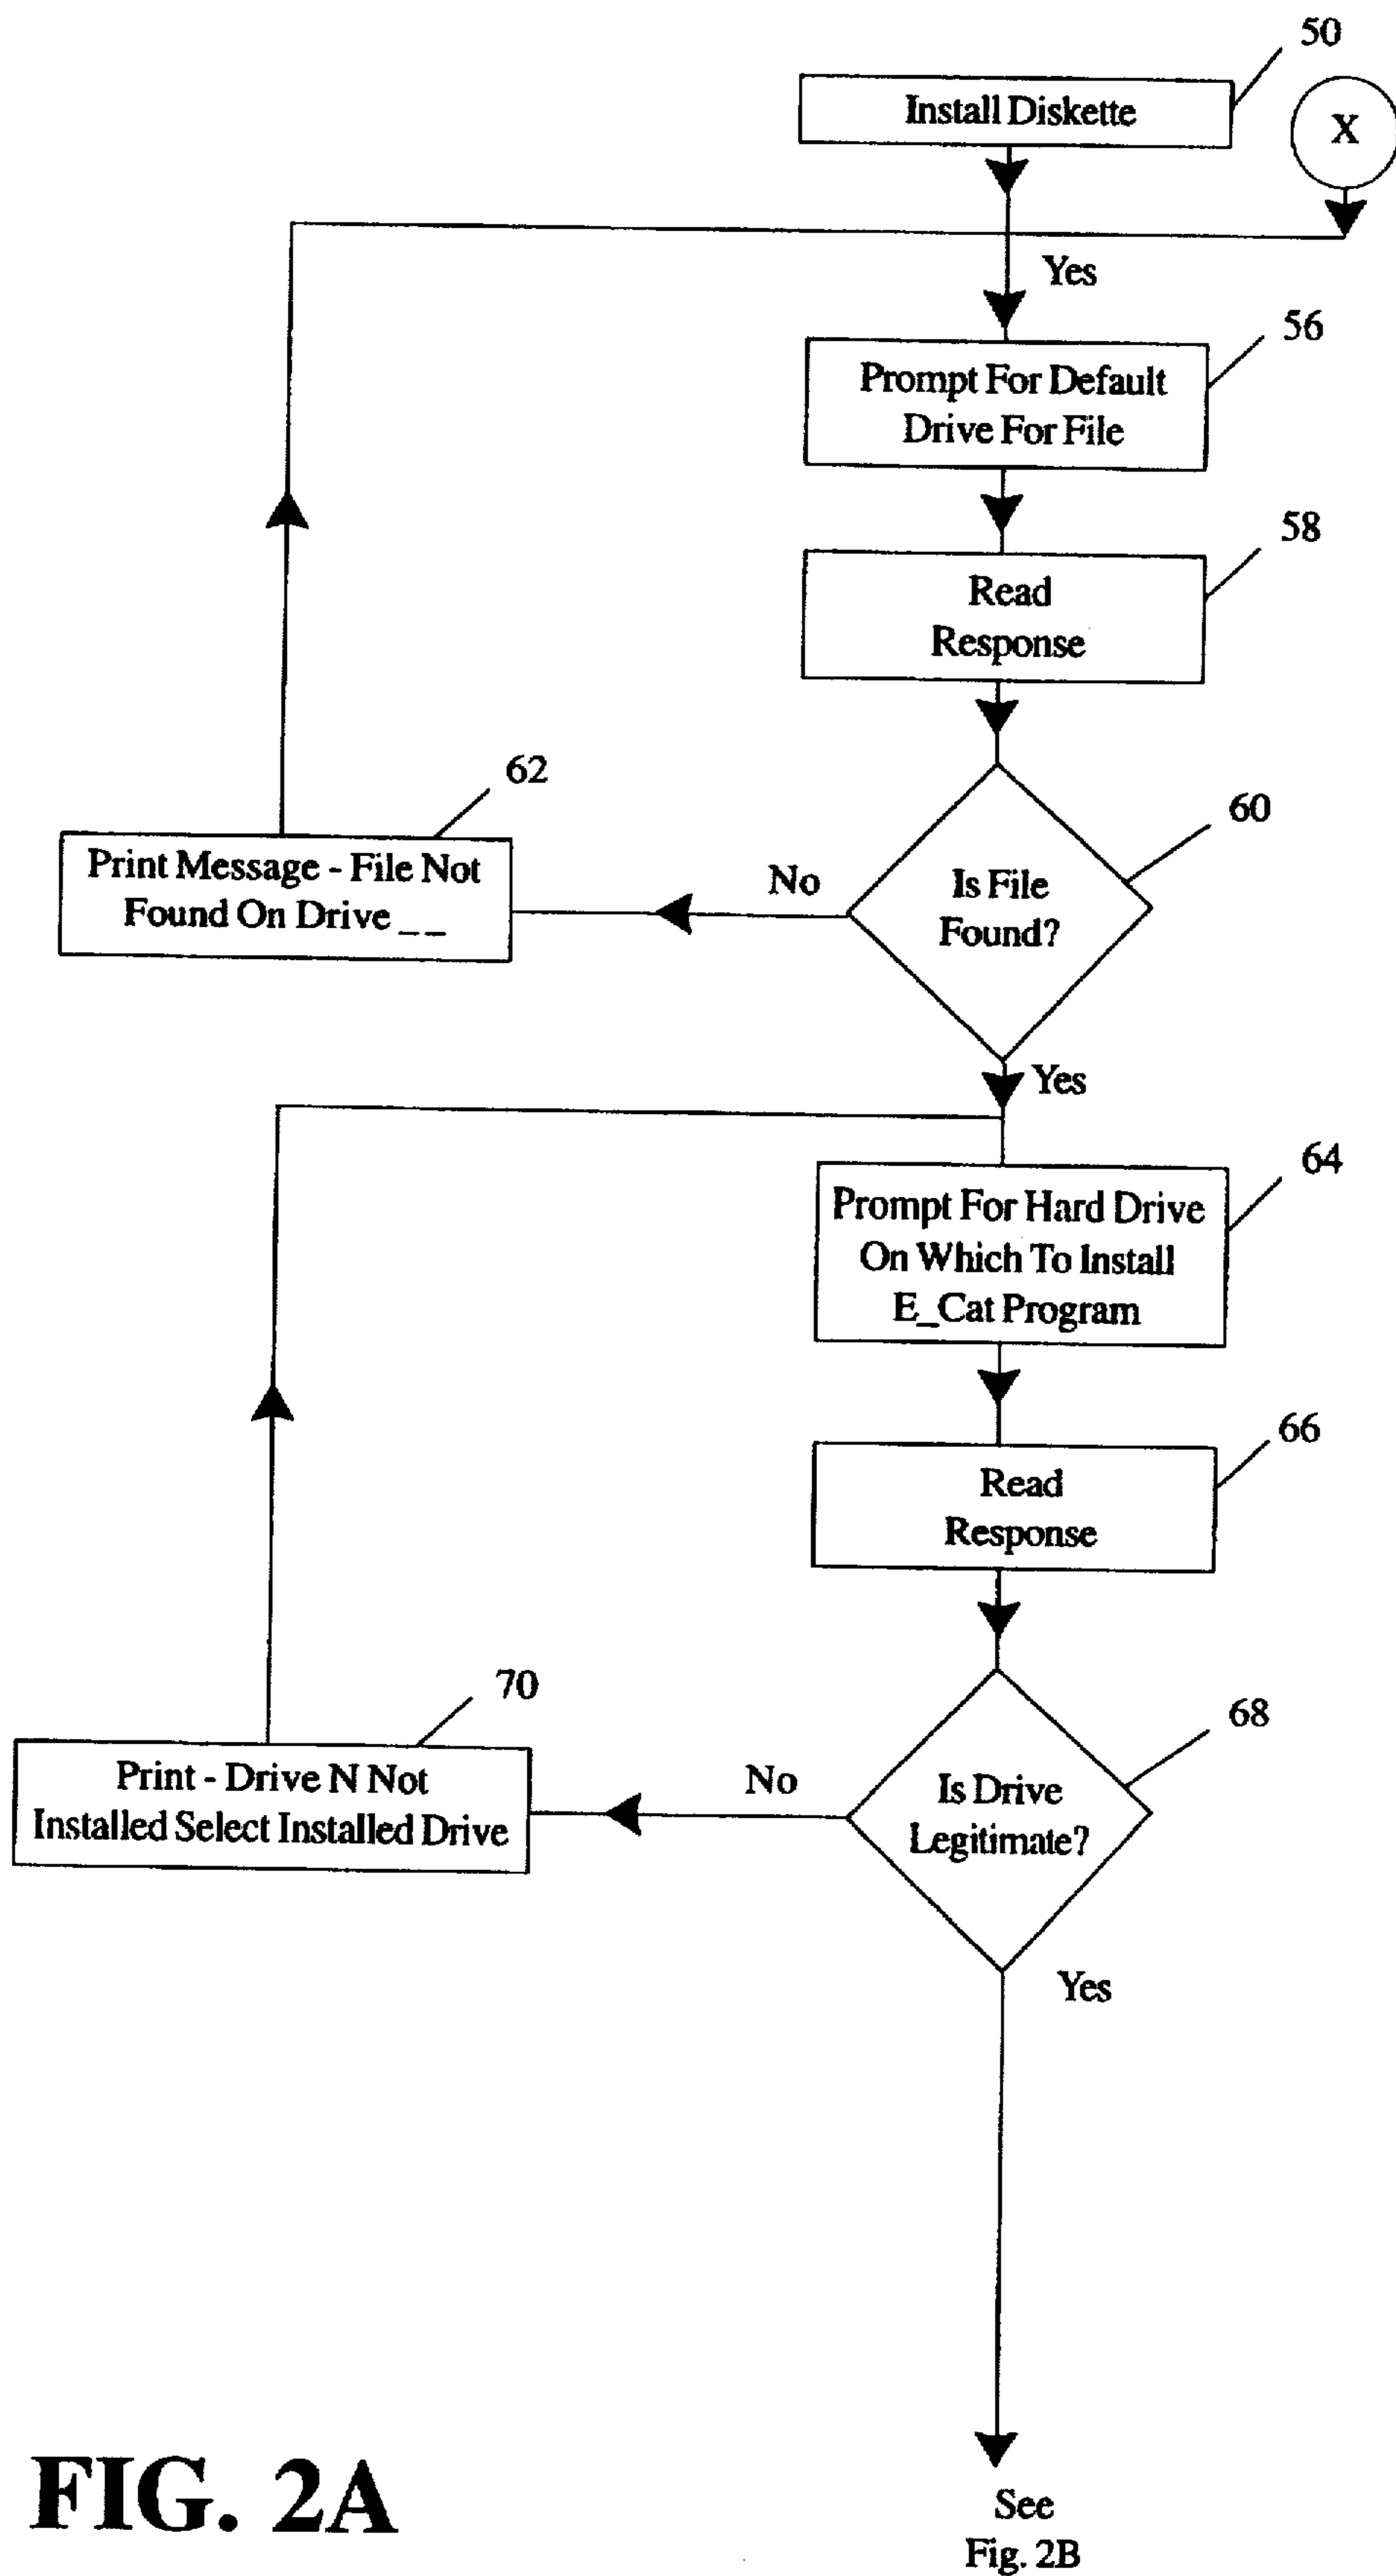 50
Install Diskette
X
Yes
56
Prompt For Default
Drive For File
58
Read
Response
62
Print Message - File Not
Found On Drive _ _
No
60
Is File
Found?
Yes
64
Prompt For Hard Drive
On Which To Install
E_Cat Program
66
Read
Response
70
Print - Drive N Not
Installed Select Installed Drive
No
68
Is Drive
Legitimate?
Yes
See
Fig. 2B
FIG. 2A